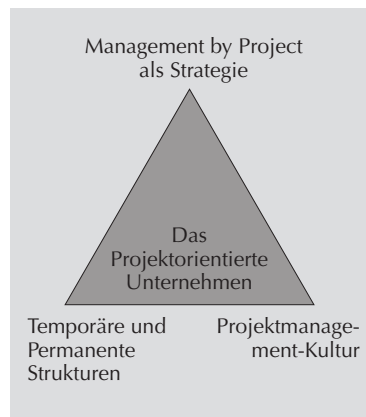 Management by Project
als Strategie
Das
Projektorientierte
Unternehmen
Temporäre und
Permanente
Strukturen
Projektmanage-
ment-Kultur